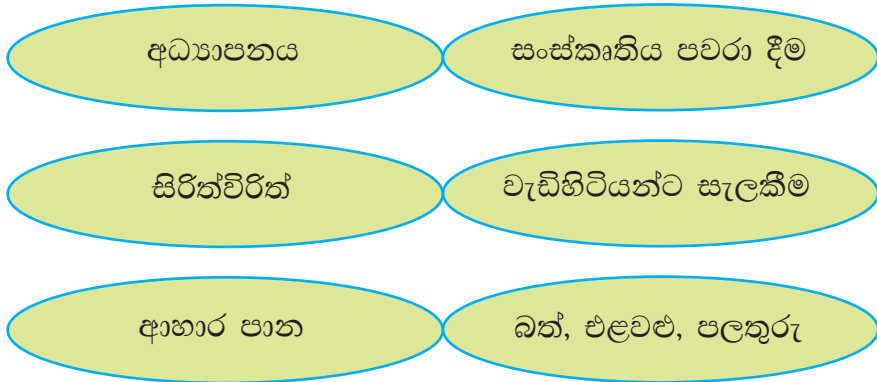 අධ්‍යාපනය
සංස්කෘතිය පවරා දීම
සිරිත්විරිත්
වැඩිහිටියන්ට සැලකීම
ආහාර පාන
බත්, එළවළු, පලතුරු